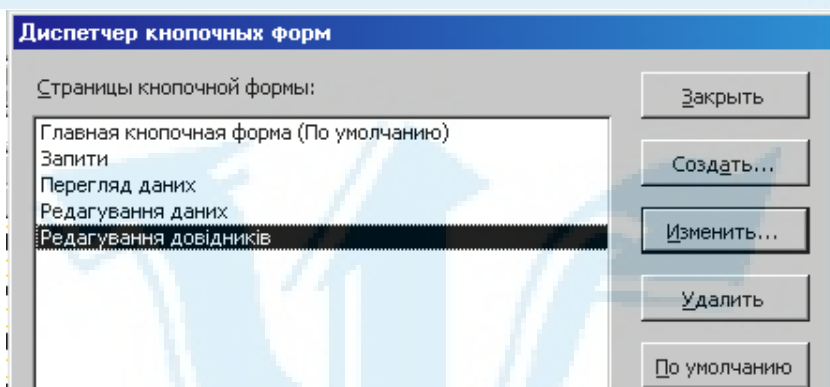 Диспетчер кнопочных форм
Страницы кнопочной формы:
Главная кнопочная форма (По умолчанию)
Запити
Перегляд даних
Редагування даних
Редагування довідників
Закрыть
Создать...
Изменить...
Удалить
По умолчанию